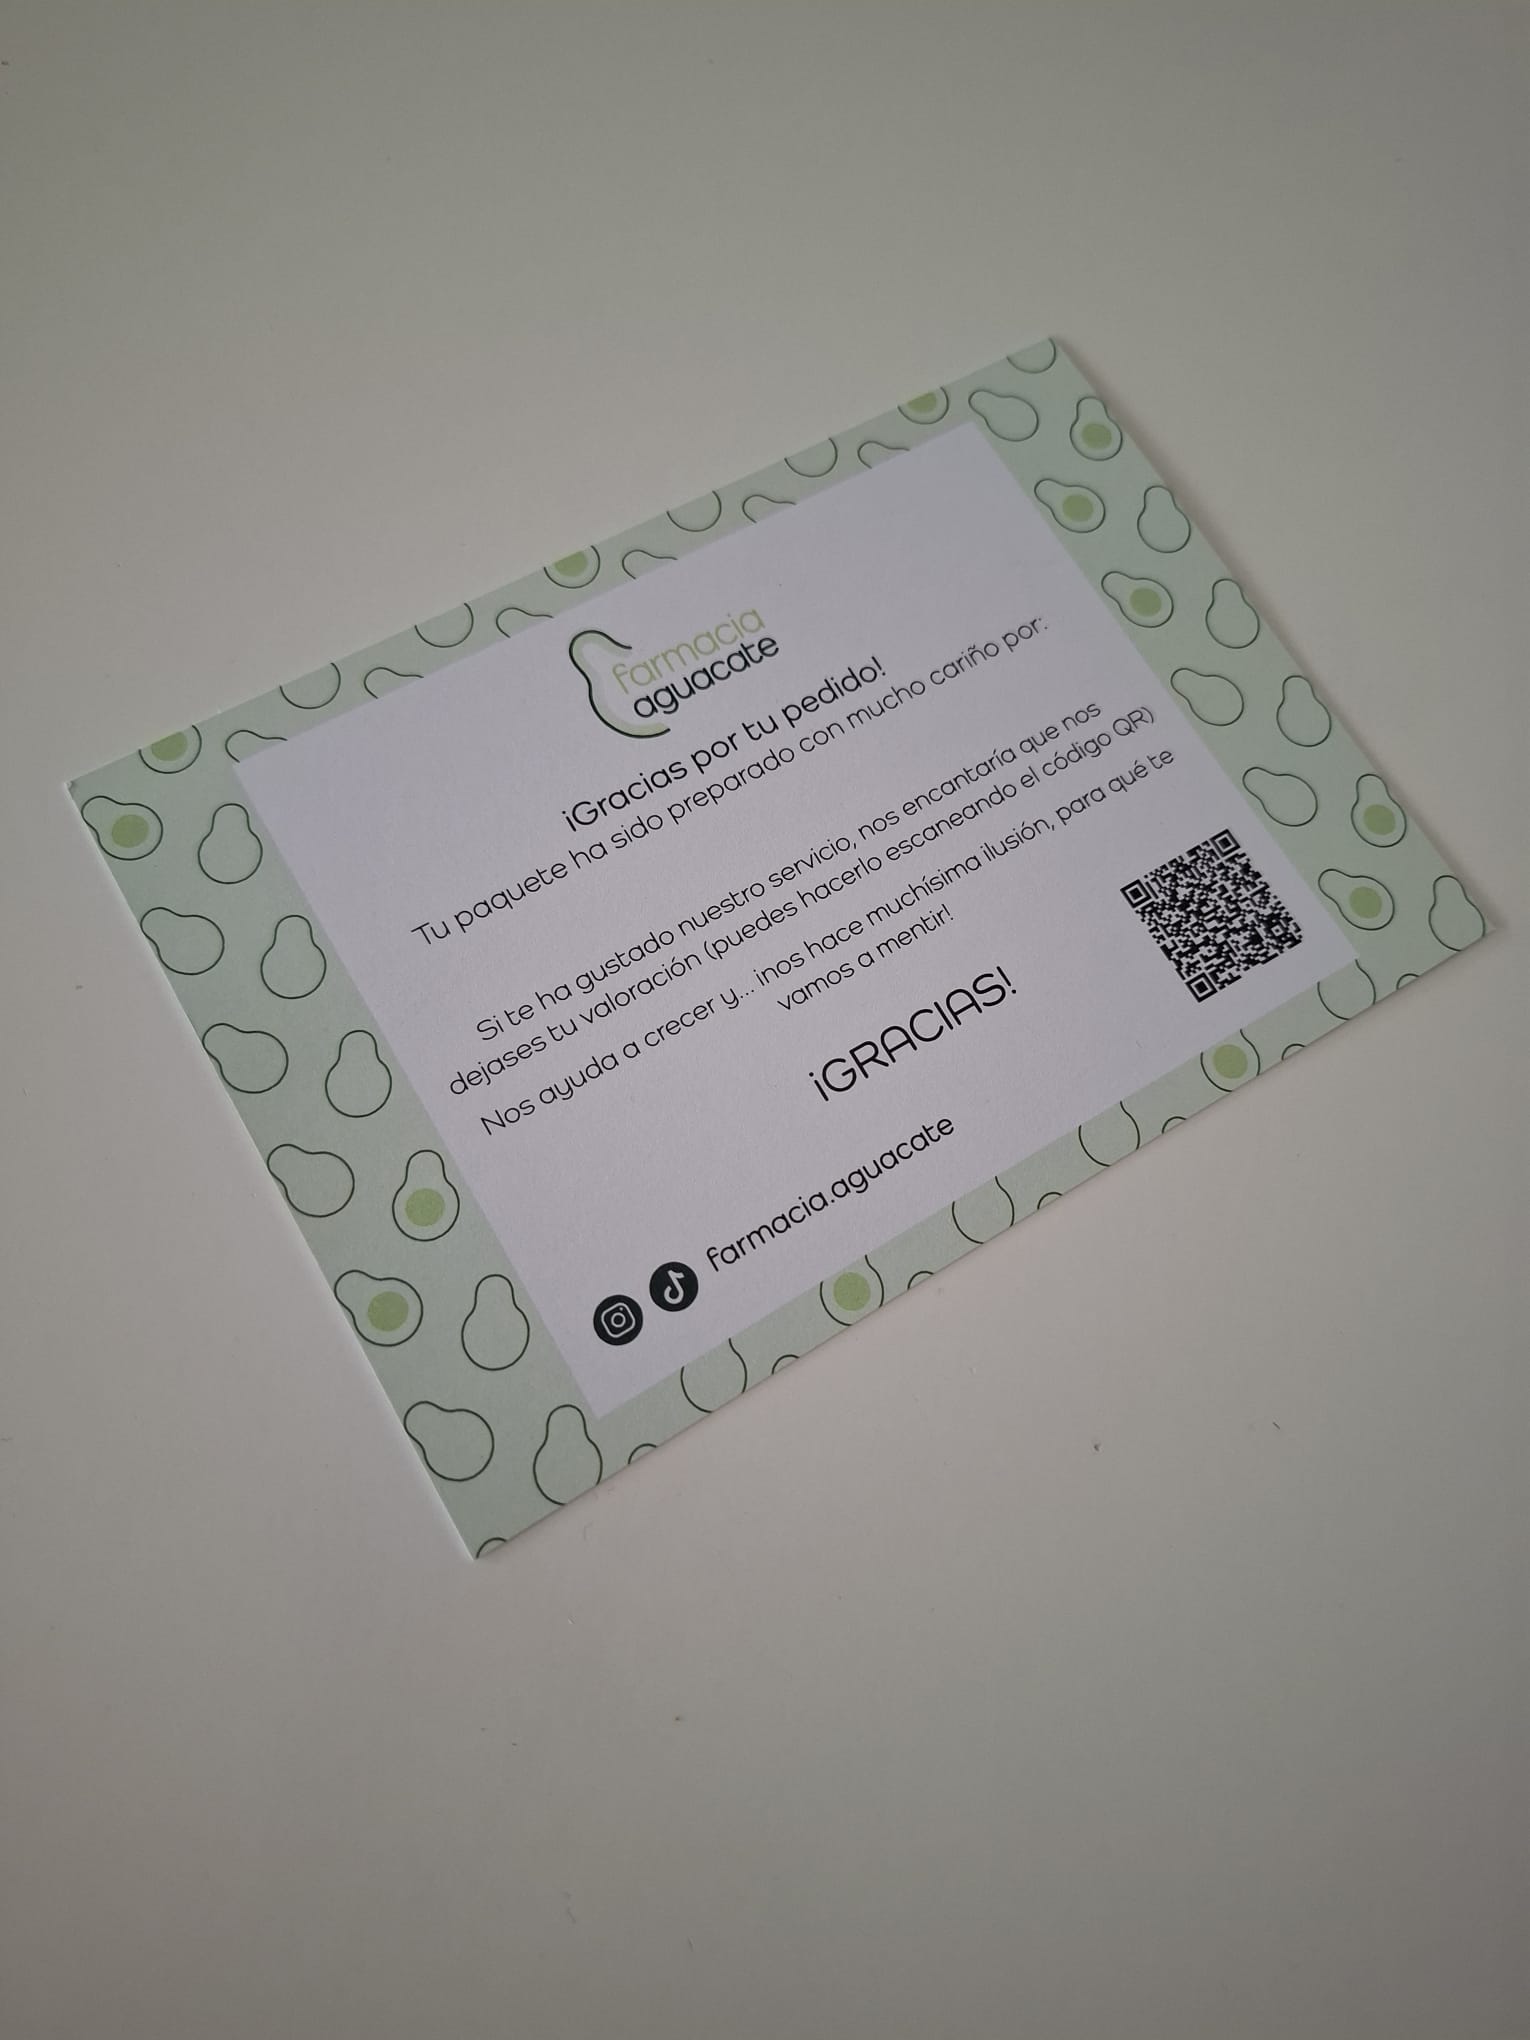 farmacia
aguacate
¡Gracias por tu pedido!
Tu paquete ha sido preparado con mucho cariño por:
Si te ha gustado nuestro servicio, nos encantaría que nos
dejases tu valoración (puedes hacerlo escaneando el código QR)
Nos ayuda a crecer y... ¡nos hace muchísima ilusión, para qué te
vamos a mentir!
¡GRACIAS!
farmacia.aguacate